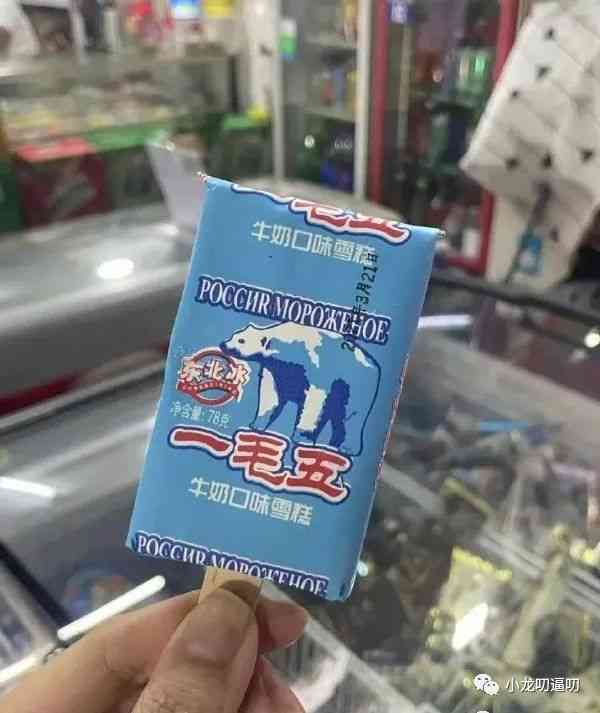 毛五
牛奶口味雪糕
РОССИЯ МОРОЖЕНОЕ
东北冰
净含量: 78克
一毛五
牛奶口味雪糕
РОССИЯ МОРОЖЕНОЕ
小龙叨逼叨